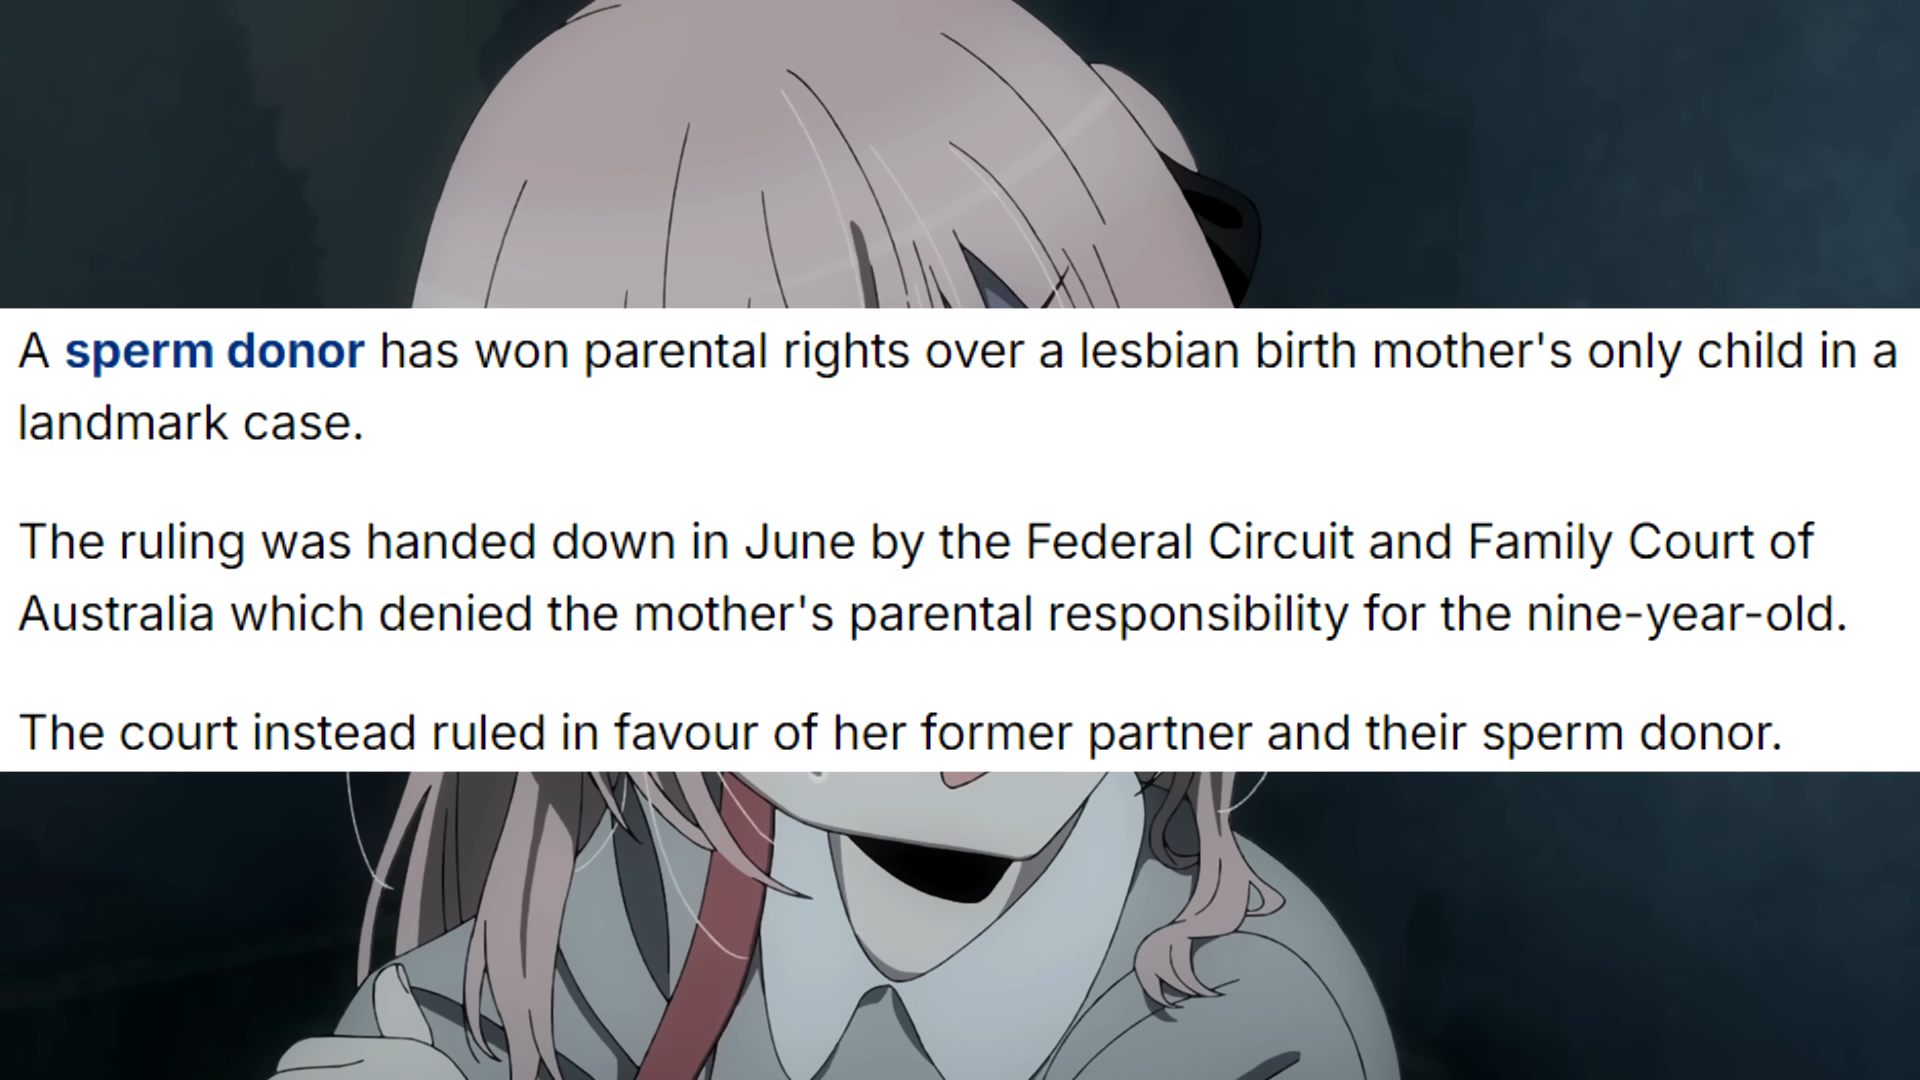 A sperm donor has won parental rights over a lesbian birth mother's only child in a
landmark case.
The ruling was handed down in June by the Federal Circuit and Family Court of
Australia which denied the mother's parental responsibility for the nine-year-old.
The court instead ruled in favour of her former partner and their sperm donor.